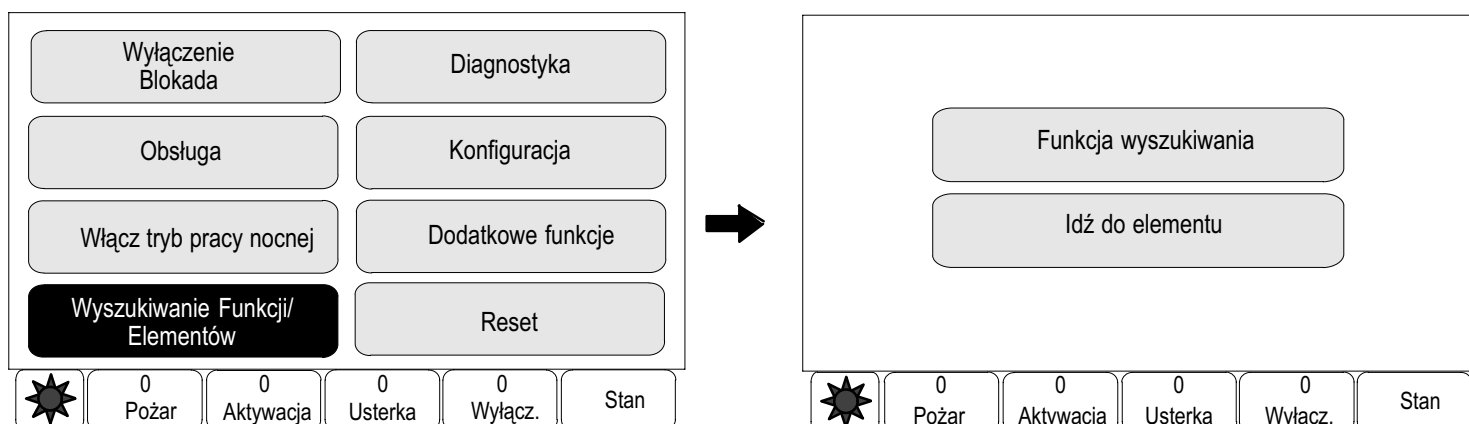 Wyłączenie
Blokada
Diagnostyka
Obsługa
Konfiguracja
Włącz tryb pracy nocnej
Dodatkowe funkcje
Wyszukiwanie Funkcji/
Elementów
Reset
0
Pożar
0
Aktywacja
0
Usterka
0
Wyłącz.
Stan
Funkcja wyszukiwania
Idź do elementu
0
Pożar
0
Aktywacja
0
Usterka
0
Wyłącz.
Stan